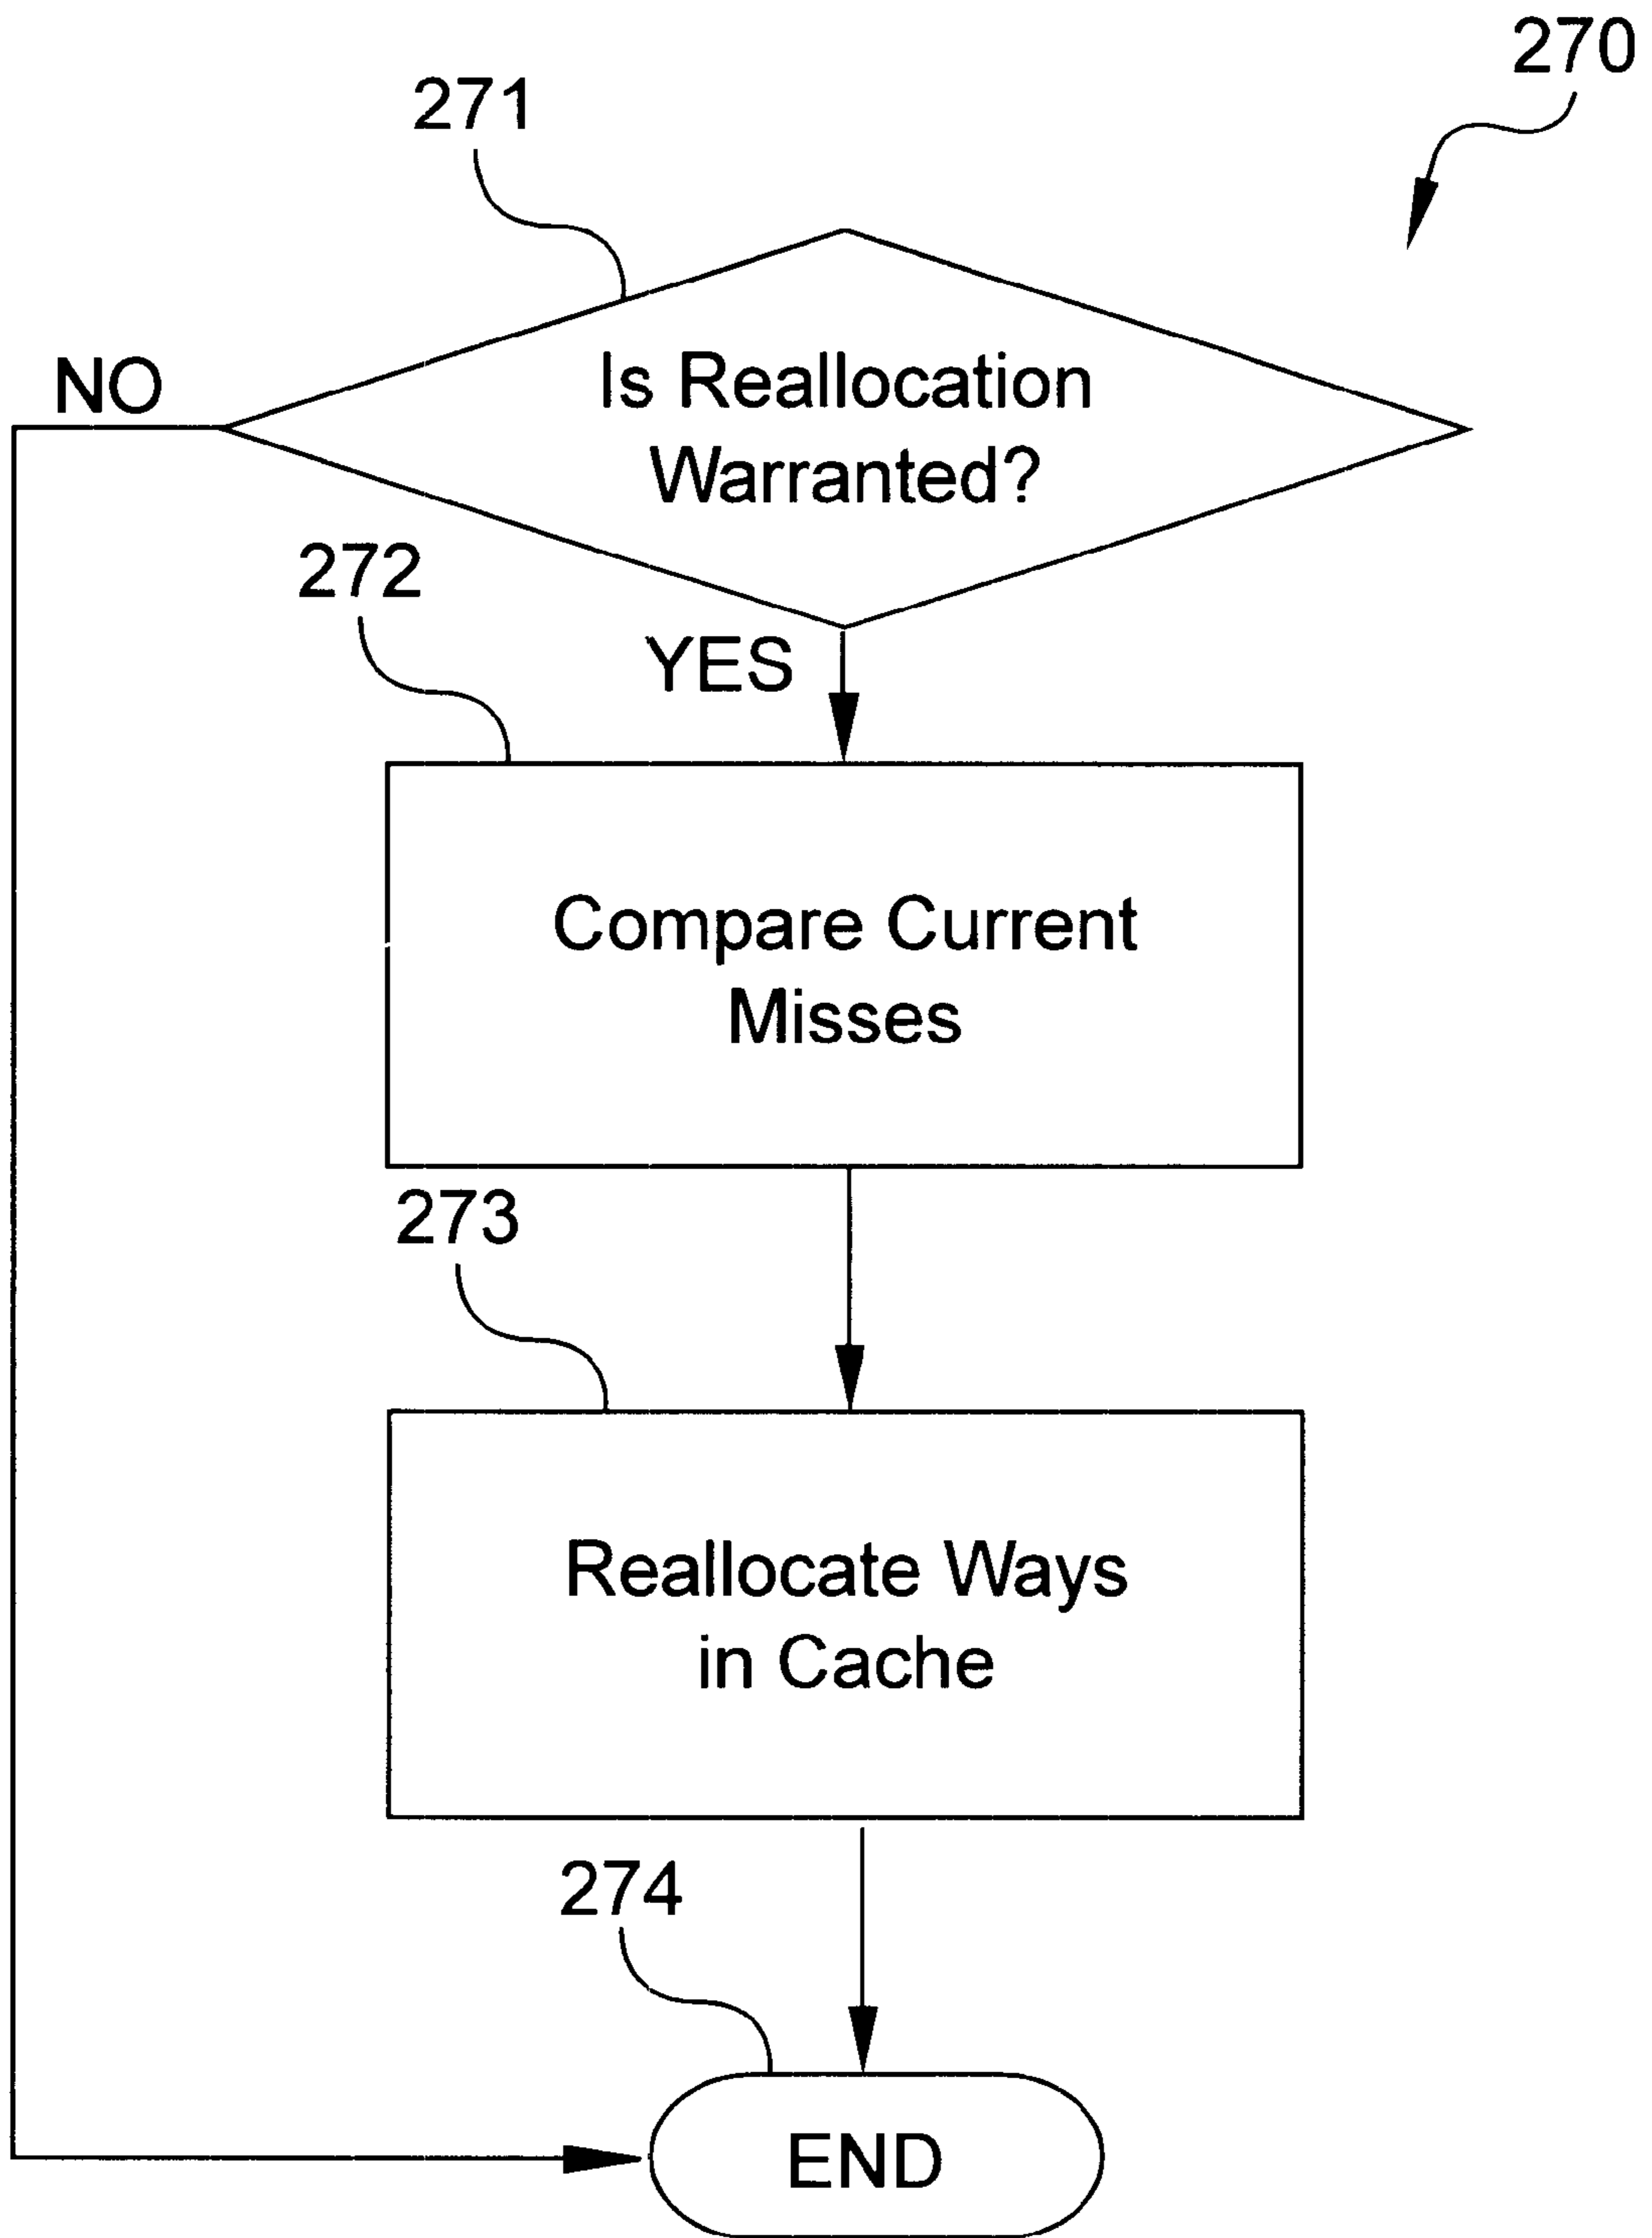 270
271
Is Reallocation
Warranted?
NO
272
YES
Compare Current
Misses
273
Reallocate Ways
in Cache
274
END